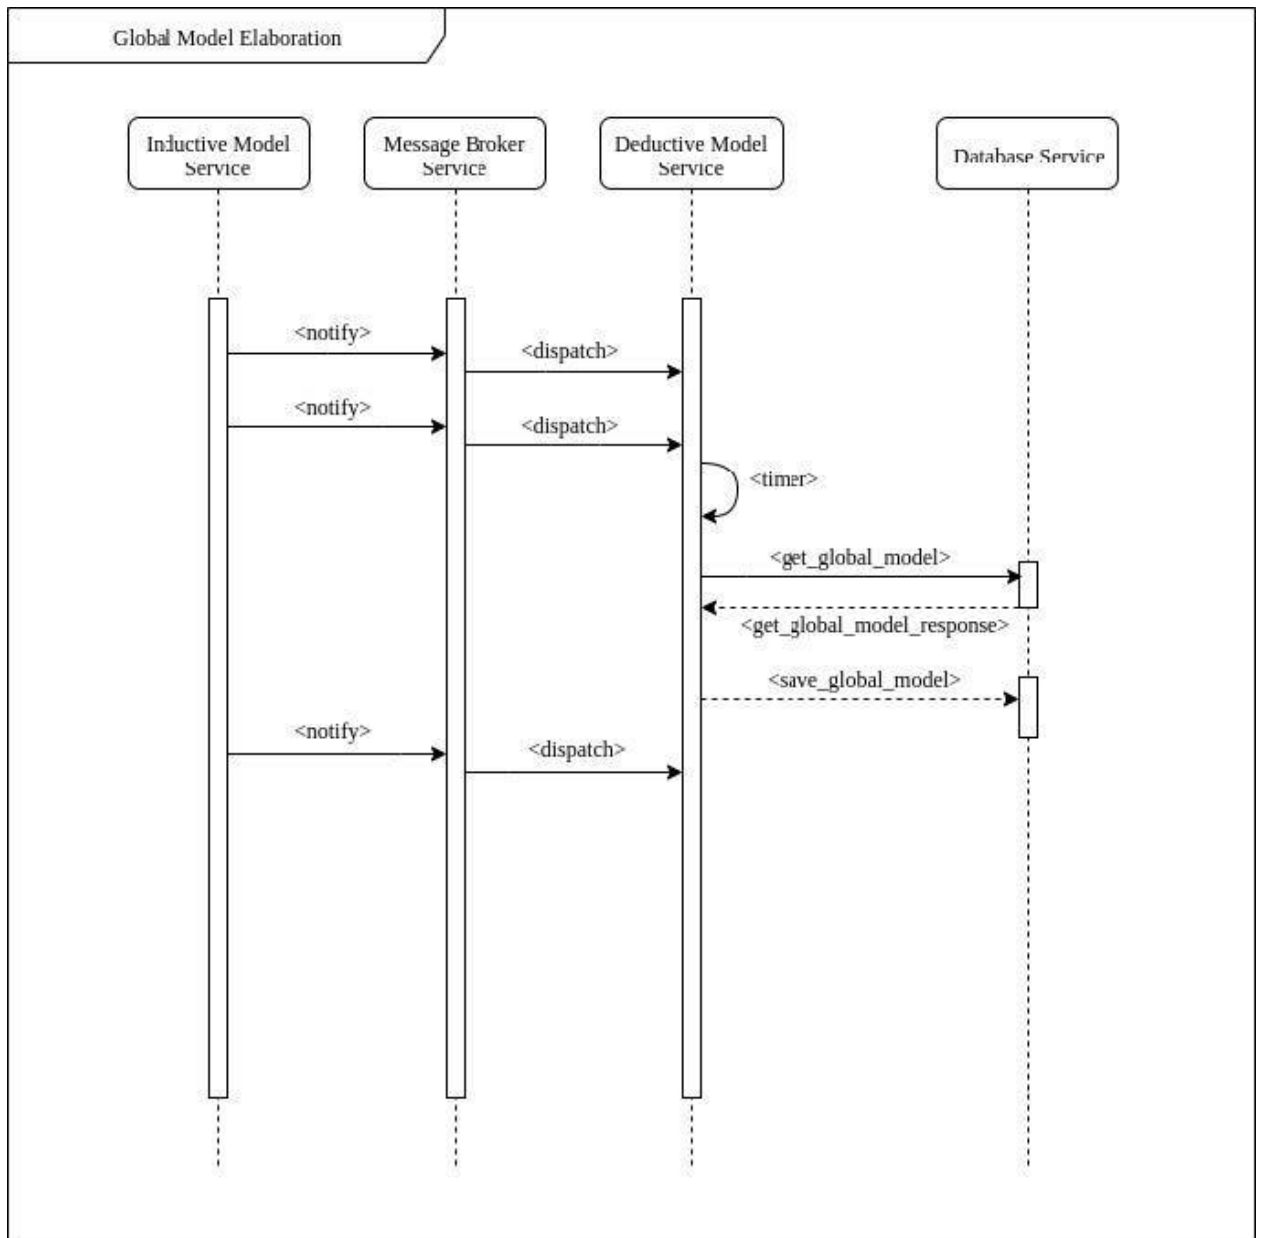 Global Model Elaboration
Inductive Model
Service
Message Broker
Service
Deductive Model
Service
Database Service
<notify>
<dispatch>
<notify>
<dispatch>
<timer>
<get_global_model>
<get_global_model_response>
<save_global_model>
<notify>
<dispatch>